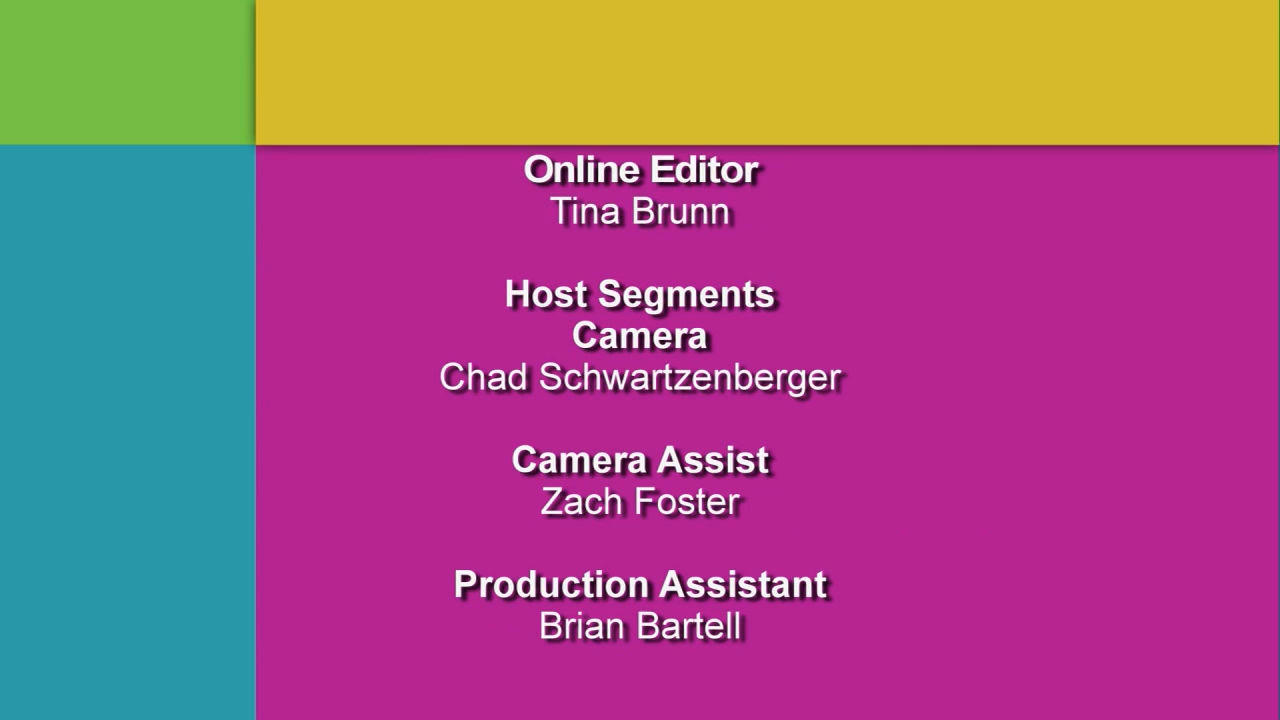 Online Editor
Tina Brunn
Host Segments
Camera
Chad Schwartzenberger
Camera Assist
Zach Foster
Production Assistant
Brian Bartell